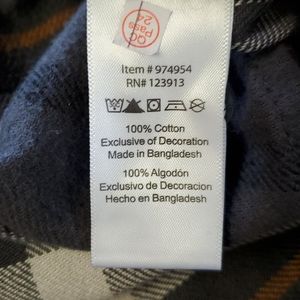 QC
Pass
24
Item # 974954
RN# 123913
100% Cotton
Exclusive of Decoration
Made in Bangladesh
100% Algodón
Exclusivo de Decoracion
Hecho en Bangladesh